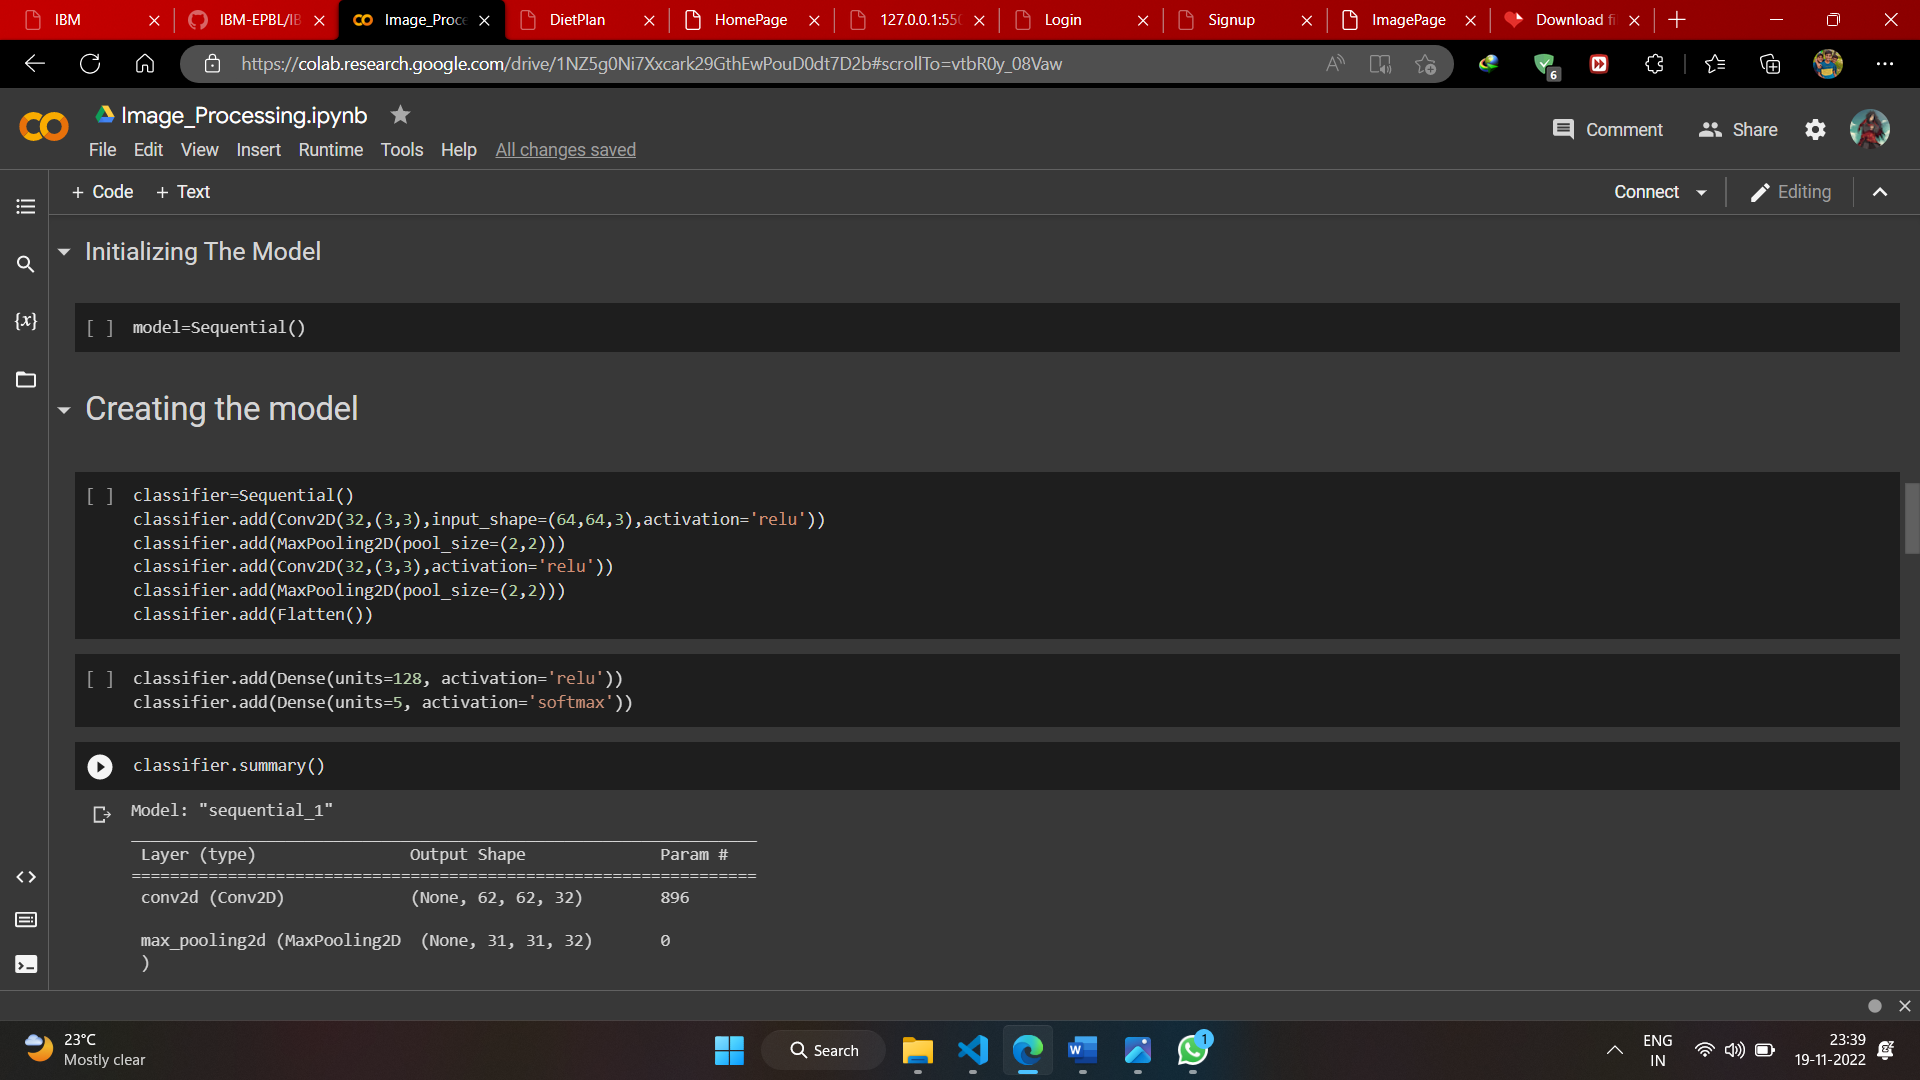 IBM
IBM-EPBL/IB
Image_Proce
DietPlan
HomePage
127.0.0.1:550
Login
Signup
ImagePage
Download fi
https://colab.research.google.com/drive/1NZ5g0Ni7Xxcark29GthEwPouD0dt7D2b#scrollTo=vtbR0y_08Vaw
6
Image_Processing.ipynb
Comment
Share
File Edit View Insert Runtime Tools Help All changes saved
+ Code + Text
Connect
Editing
Initializing The Model
{x}
[ ] model=Sequential()
Creating the model
[ ] classifier=Sequential()
classifier.add(Conv2D(32,(3,3),input_shape=(64,64,3),activation='relu'))
classifier.add(MaxPooling2D(pool_size=(2,2)))
classifier.add(Conv2D(32,(3,3),activation='relu'))
classifier.add(MaxPooling2D(pool_size=(2,2)))
classifier.add(Flatten())
[ ] classifier.add(Dense(units=128, activation='relu'))
classifier.add(Dense(units=5, activation='softmax'))
classifier.summary()
Model: "sequential_1"
Layer (type) Output Shape Param #
=================================================================
conv2d (Conv2D) (None, 62, 62, 32) 896
max_pooling2d (MaxPooling2D (None, 31, 31, 32) 0
)
23°C
Mostly clear
Search
1
ENG
IN
23:39
19-11-2022